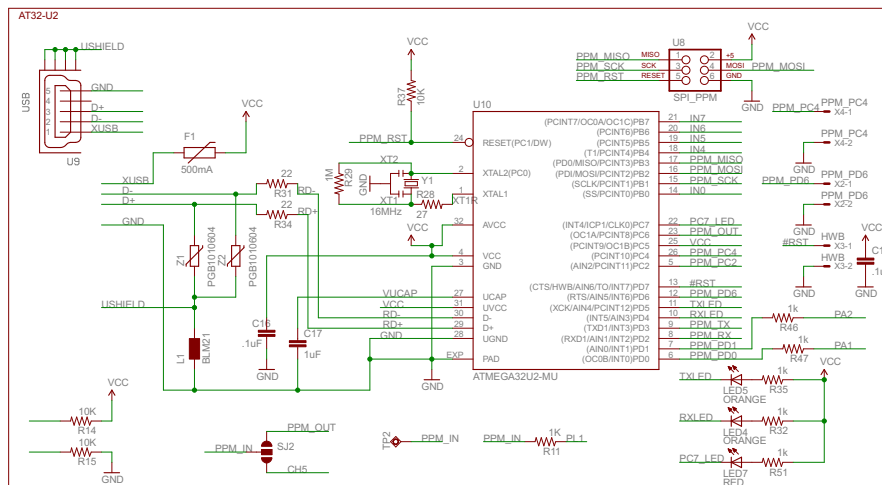 AT32-U2
USHIELD
USB
5
4
3
2
1
GND
D+
D-
XUSB
U9
VCC
F1
500mA
XUSB
D-
D+
GND
22
R31
RD-
22
R34
RD+
Z1
PGB1010604
Z2
PGB1010604
USHIELD
L1
BLM21
C16
.1uF
GND
C17
1uF
VCC
R37
10K
PPM_RST
1M
R29
GND
XT2
Y1
XT1
16MHz
R28
27
XT1R
VCC
VUCAP
VCC
RD-
RD+
GND
GND
U10
24
RESET(PC1/DW)
2
XTAL2(PC0)
1
XTAL1
32
AVCC
4
VCC
3
GND
27
UCAP
31
UVCC
30
D-
29
D+
28
UGND
EXP
PAD
ATMEGA32U2-MU
(PCINT7/OC0A/OC1C)PB7 21 IN7
(PCINT6)PB6 20 IN6
(PCINT5)PB5 19 IN5
(T1/PCINT4)PB4 18 IN4
(PD0/MISO/PCINT3)PB3 17 PPM_MISO
(PDI/MOSI/PCINT2)PB2 16 PPM_MOSI
(SCLK/PCINT1)PB1 15 PPM_SCK
(SS/PCINT0)PB0 14 IN0
(INT4/ICP1/CLK0)PC7 22 PC7_LED
(OC1A/PCINT8)PC6 23 PPM_OUT
(PCINT9/OC1B)PC5 25 VCC
(PCINT10)PC4 26 PPM_PC4
(AIN2/PCINT11)PC2 5 PPM_PC2
(CTS/HWB/AIN6/TO/INT7)PD7 13 #RST
(RTS/AIN5/INT6)PD6 12 PPM_PD6
(XCK/AIN4/PCINT12)PD5 11 TXLED
(INT5/AIN3)PD4 10 RXLED
(TXD1/INT3)PD3 9 PPM_TX
(RXD1/AIN1/INT2)PD2 8 PPM_RX
(AIN0/INT1)PD1 7 PPM_PD1
(OC0B/INT0)PD0 6 PPM_PD0
U8
VCC
PPM_MISO MISO 1 2 +5
PPM_SCK SCK 3 4 MOSI PPM_MOSI
PPM_RST RESET 5 6 GND
SPI_PPM
GND
PPM_PC4
PPM_PC4
X4-1
PPM_PC4
X4-2
GND
PPM_PD6
PPM_PD6
X2-1
PPM_PD6
X2-2
GND
#RST
HWB
X3-1
HWB
X3-2
GND
VCC
GND
1k
R46
PA2
1k
R47
PA1
VCC
TXLED
LED5
ORANGE
1k
R35
RXLED
LED4
ORANGE
1k
R32
PC7_LED
LED7
RED
1k
R51
10K
R14
VCC
10K
R15
GND
PPM_IN
PPM_OUT
SJ2
CH5
TP2
PPM_IN
PPM_IN
1K
R11
PL1